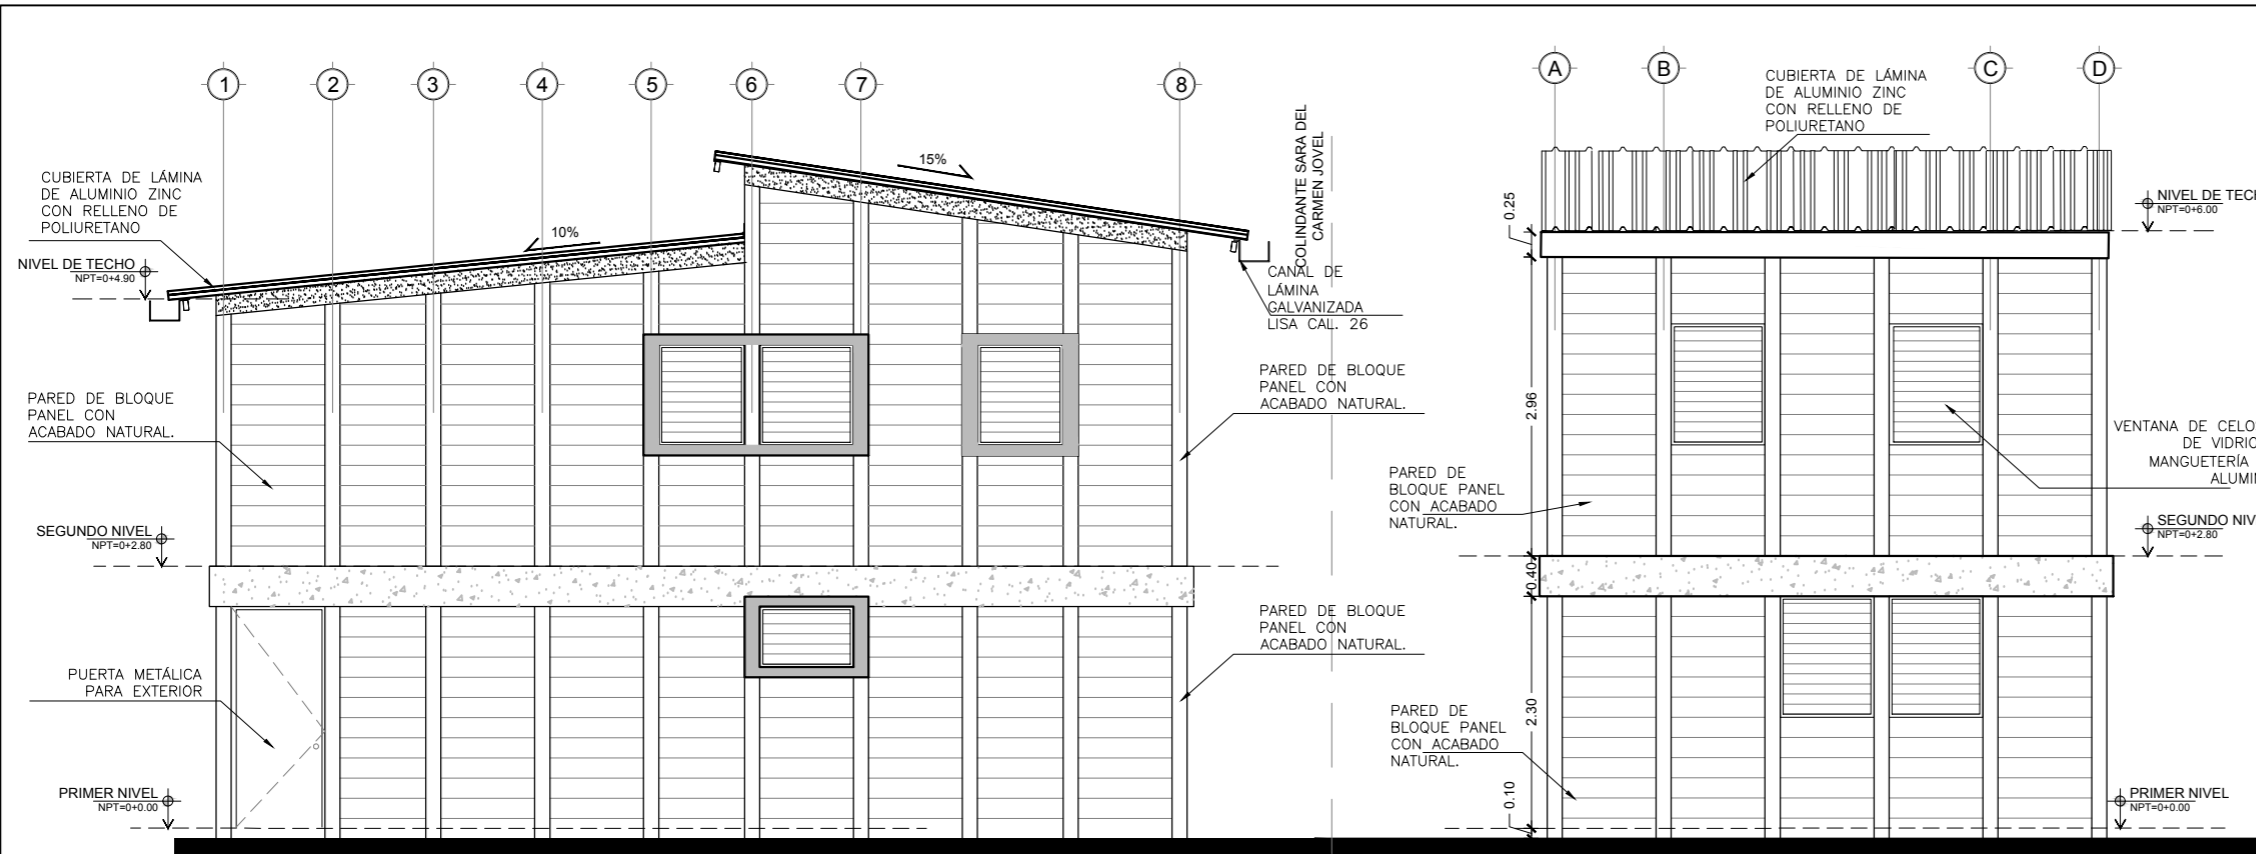 1
2
3
4
5
6
7
8
CUBIERTA DE LÁMINA
DE ALUMINIO ZINC
CON RELLENO DE
POLIURETANO
NIVEL DE TECHO
NPT=0+4.90
10%
15%
COLINDANTE SARA DEL
CARMEN JOVEL
CANAL DE
LÁMINA
GALVANIZADA
LISA CAL. 26
PARED DE BLOQUE
PANEL CON
ACABADO NATURAL.
PARED DE BLOQUE
PANEL CON
ACABADO NATURAL.
SEGUNDO NIVEL
NPT=0+2.80
PARED DE BLOQUE
PANEL CON
ACABADO NATURAL.
PUERTA METÁLICA
PARA EXTERIOR
PRIMER NIVEL
NPT=0+0.00
A
B
C
D
CUBIERTA DE LÁMINA
DE ALUMINIO ZINC
CON RELLENO DE
POLIURETANO
0.25
NIVEL DE TECH
NPT=0+6.00
2.96
VENTANA DE CELO
DE VIDRIO
MANGUETERÍA
ALUMIN
PARED DE
BLOQUE PANEL
CON ACABADO
NATURAL.
SEGUNDO NIV
NPT=0+2.80
0.40
2.30
PARED DE
BLOQUE PANEL
CON ACABADO
NATURAL.
0.10
PRIMER NIVEL
NPT=0+0.00